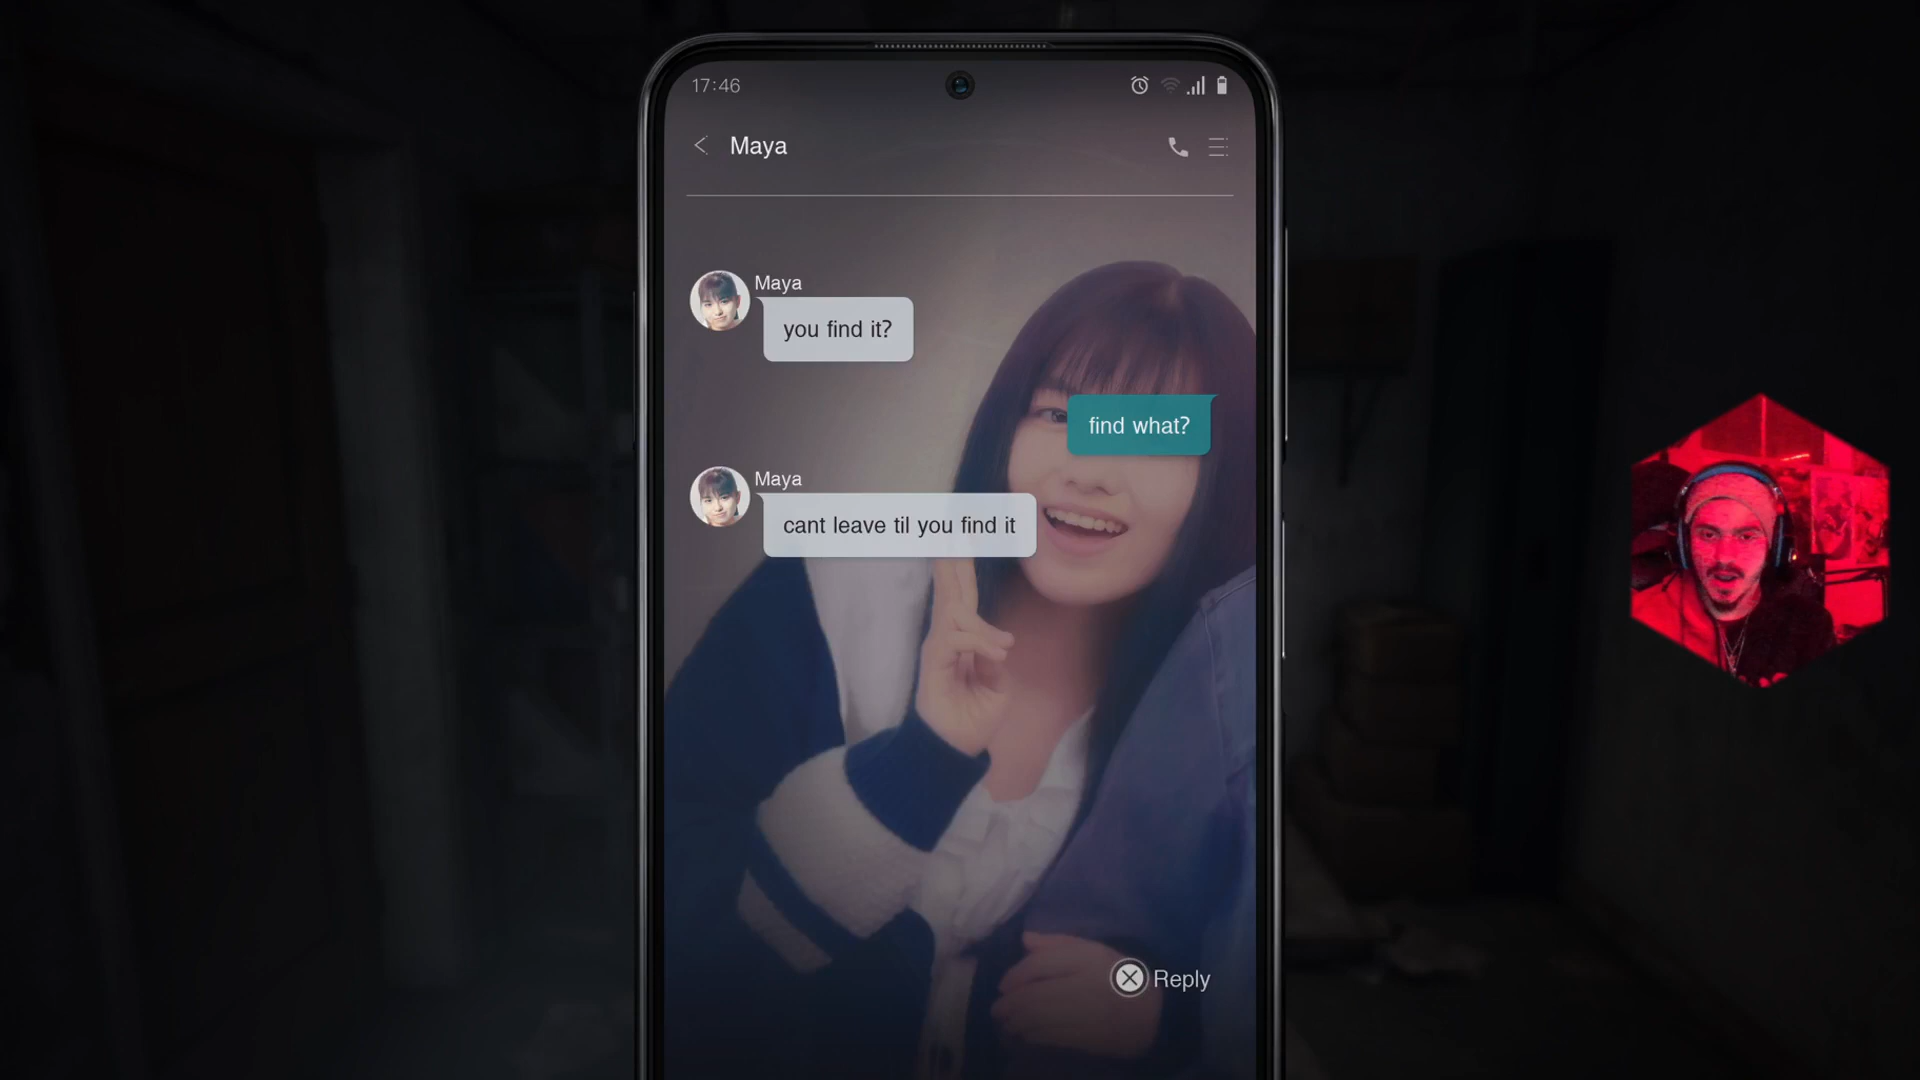 17:46
Maya
Maya
you find it?
find what?
Maya
cant leave til you find it
Reply